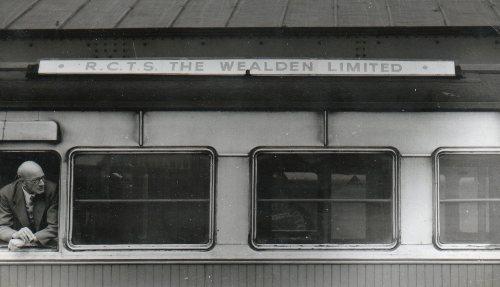 • R.C.T.S. THE WEALDEN LIMITED •